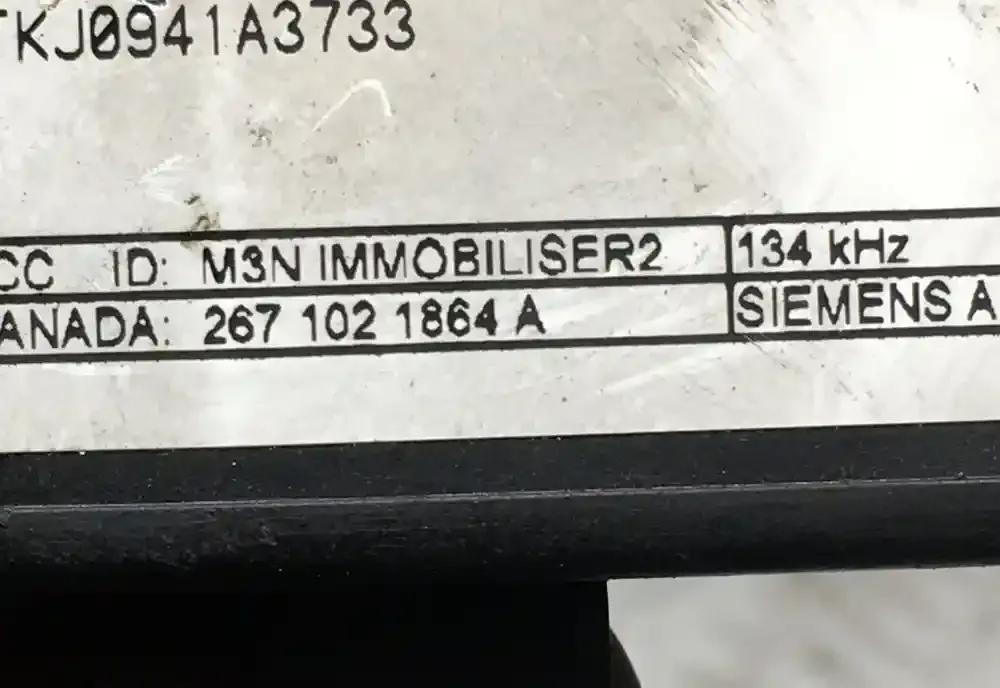 TKJ0941A3733
CC ID: M3N IMMOBILISER2 134 kHz
ANADA: 267 102 1864 A SIEMENS A